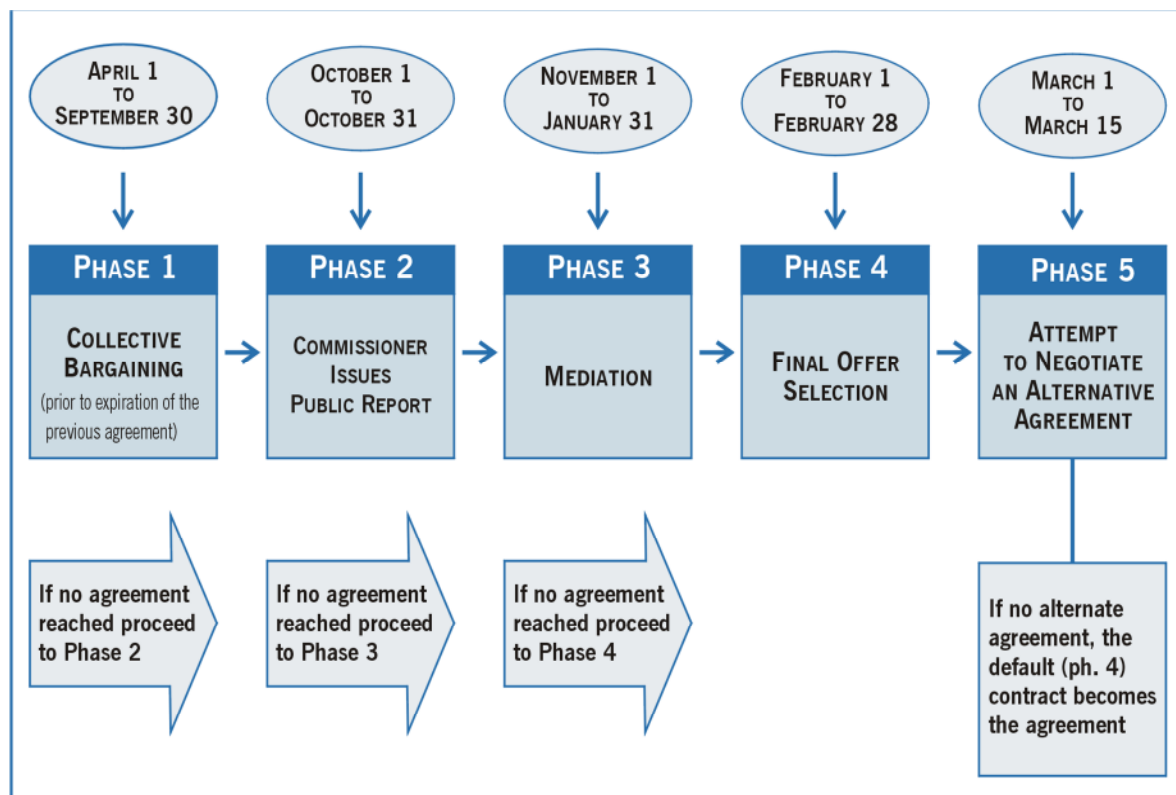 APRIL 1
TO
SEPTEMBER 30
OCTOBER 1
TO
OCTOBER 31
NOVEMBER 1
TO
JANUARY 31
FEBRUARY 1
TO
FEBRUARY 28
MARCH 1
TO
MARCH 15
PHASE 1
COLLECTIVE
BARGAINING
(prior to expiration of the
previous agreement)
PHASE 2
COMMISSIONER
ISSUES
PUBLIC REPORT
PHASE 3
MEDIATION
PHASE 4
FINAL OFFER
SELECTION
PHASE 5
ATTEMPT
TO NEGOTIATE
AN ALTERNATIVE
AGREEMENT
If no agreement
reached proceed
to Phase 2
If no agreement
reached proceed
to Phase 3
If no agreement
reached proceed
to Phase 4
If no alternate
agreement, the
default (ph. 4)
contract becomes
the agreement